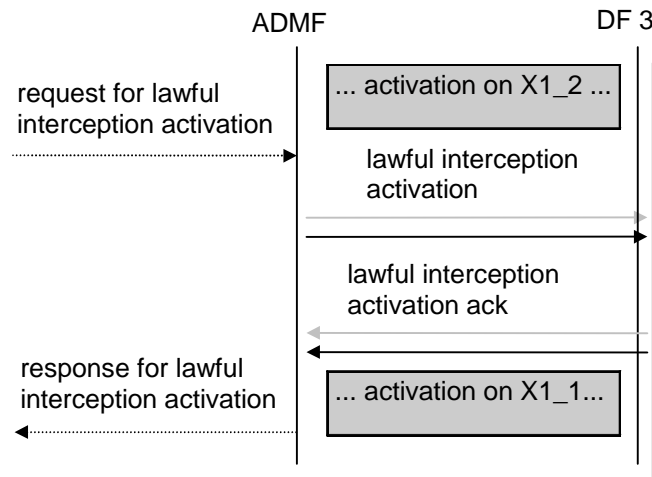 ADMF
DF 3
request for lawful
interception activation
... activation on X1_2 ...
lawful interception
activation
lawful interception
activation ack
response for lawful
interception activation
... activation on X1_1...